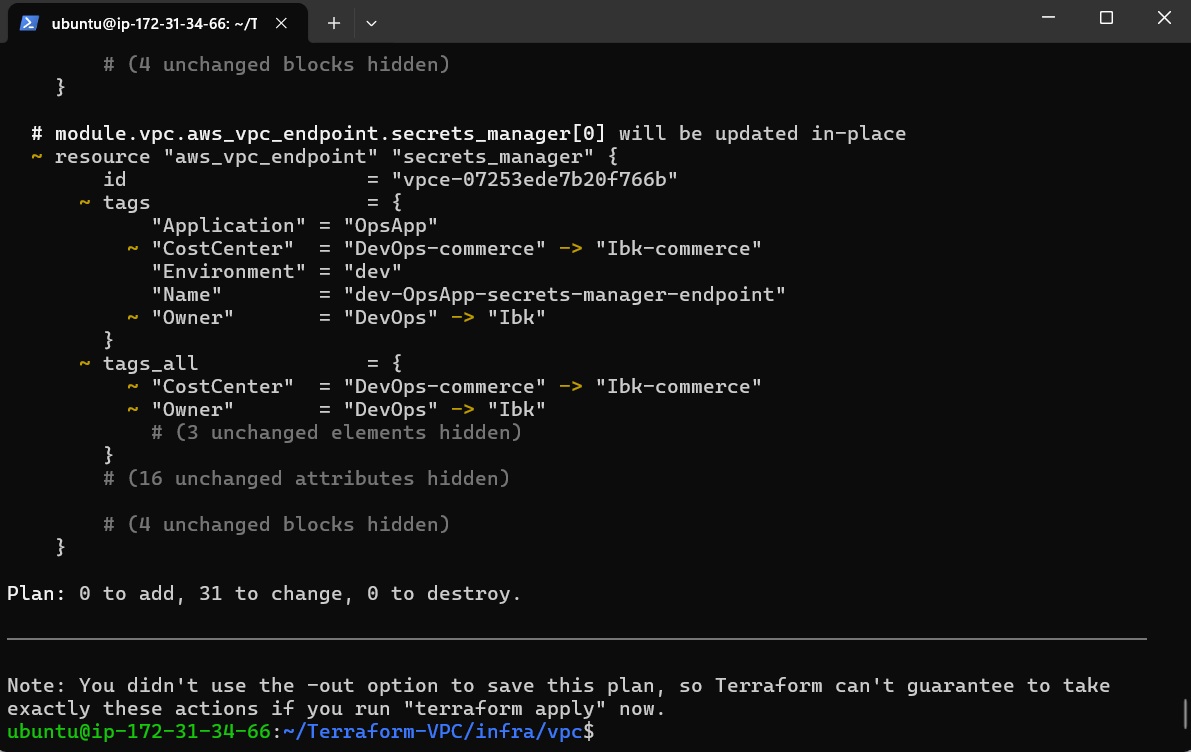 ubuntu@ip-172-31-34-66: ~/T
# (4 unchanged blocks hidden)
}
# module.vpc.aws_vpc_endpoint.secrets_manager[0] will be updated in-place
~ resource "aws_vpc_endpoint" "secrets_manager" {
id = "vpce-07253ede7b20f766b"
~ tags = {
"Application" = "OpsApp"
~ "CostCenter" = "DevOps-commerce" -> "Ibk-commerce"
"Environment" = "dev"
"Name" = "dev-OpsApp-secrets-manager-endpoint"
~ "Owner" = "DevOps" -> "Ibk"
}
~ tags_all = {
~ "CostCenter" = "DevOps-commerce" -> "Ibk-commerce"
~ "Owner" = "DevOps" -> "Ibk"
# (3 unchanged elements hidden)
}
# (16 unchanged attributes hidden)
# (4 unchanged blocks hidden)
}
Plan: 0 to add, 31 to change, 0 to destroy.
Note: You didn't use the -out option to save this plan, so Terraform can't guarantee to take
exactly these actions if you run "terraform apply" now.
ubuntu@ip-172-31-34-66:~/Terraform-VPC/infra/vpc$